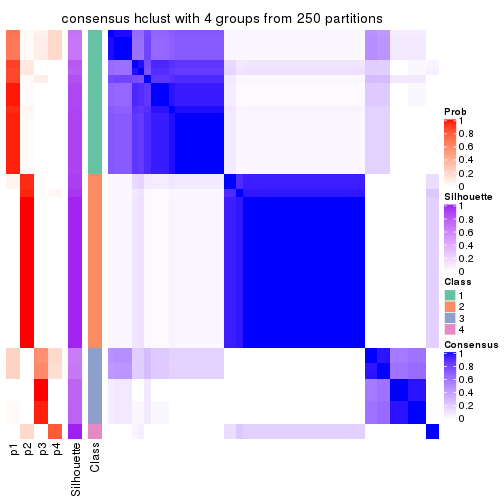 consensus hclust with 4 groups from 250 partitions
Prob
1
0.8
0.6
0.4
0.2
0
Silhouette
1
0.8
0.6
0.4
0.2
0
Class
1
2
3
4
Consensus
1
0.8
0.6
0.4
0.2
0
p1
p2
p3
p4
Silhouette
Class